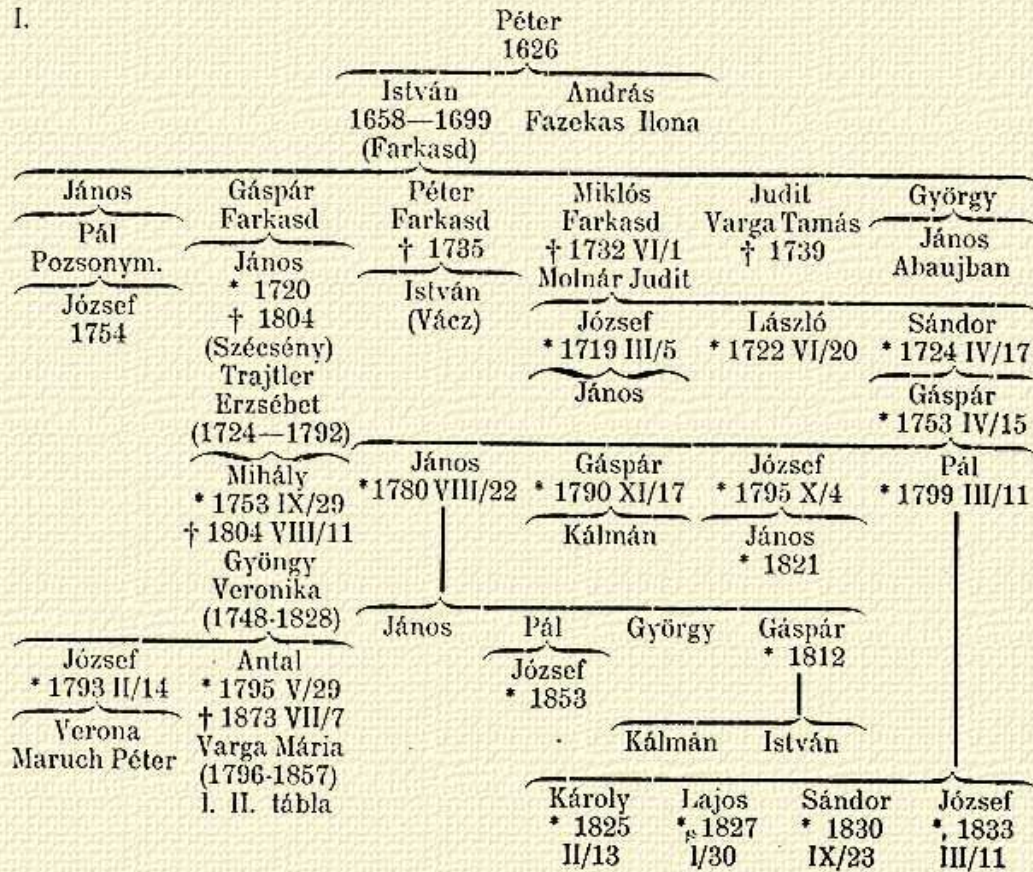 I.
Péter
1626
István András
1658—1699 Fazekas Ilona
(Farkasd)
János Gáspár Péter Miklós Judit György
Farkasd Farkasd Farkasd Varga Tamás
† 1735 † 1732 VI/1 † 1739
Molnár Judit
Pál
Pozsonym.
József
1754
János
* 1720
† 1804
(Szécsény)
Trajtler
Erzsébet
(1724—1792)
István
(Vácz)
János
Abaujban
József László Sándor
* 1719 III/5 * 1722 VI/20 * 1724 IV/17
János
Gáspár
* 1753 IV/15
Mihály
* 1753 IX/29
† 1804 VIII/11
Gyöngy
Veronika
(1748-1828)
János Gáspár József Pál
* 1780 VIII/22 * 1790 XI/17 * 1795 X/4 * 1799 III/11
Kálmán
János
* 1821
János Pál György Gáspár
* 1812
József
* 1853
Kálmán István
József Antal
* 1793 II/14 * 1795 V/29
† 1873 VII/7
Verona Varga Mária
Maruch Péter (1796-1857)
l. II. tábla
Károly Lajos Sándor József
* 1825 * 1827 * 1830 * 1833
II/13 I/30 IX/23 III/11